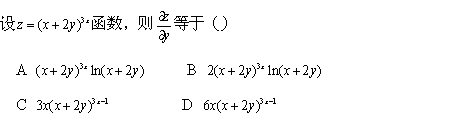 设 z = (x + 2y)^{3x} 函数，则 ∂z/∂y 等于（）
A (x + 2y)^{3x} ln(x + 2y) B 2(x + 2y)^{3x} ln(x + 2y)
C 3x(x + 2y)^{3x-1} D 6x(x + 2y)^{3x-1}